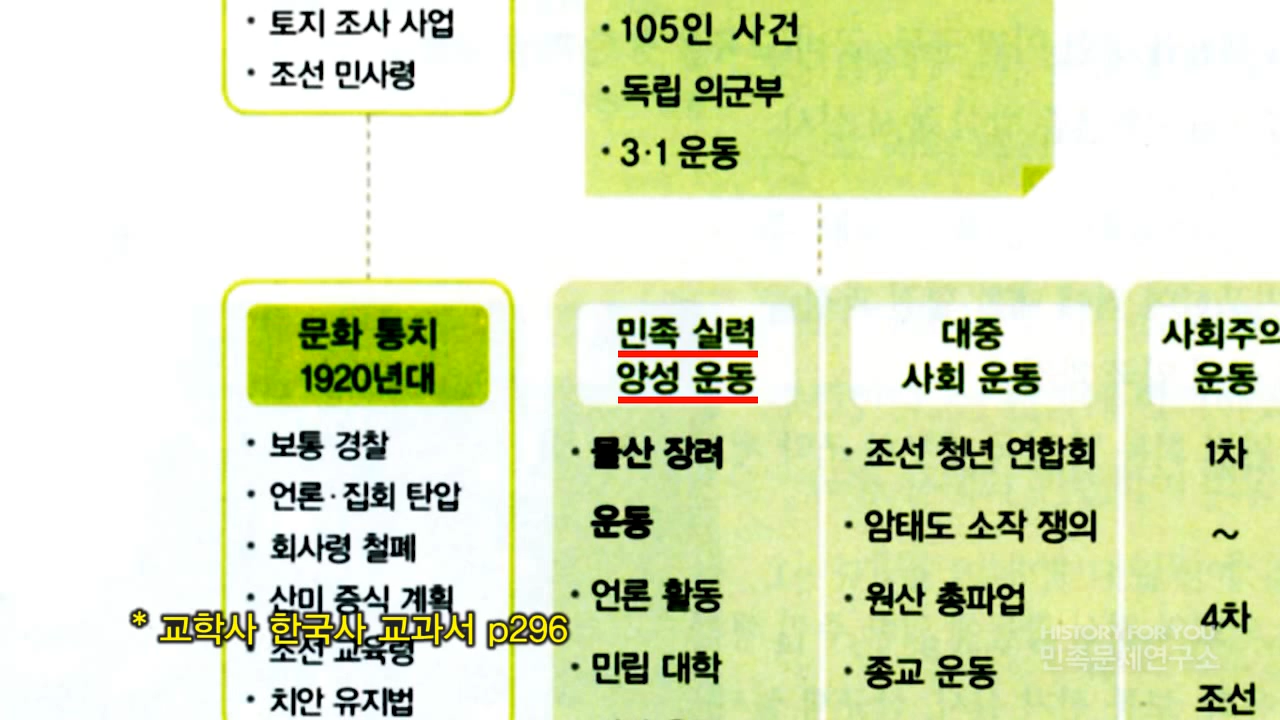 • 토지 조사 사업
• 조선 민사령
• 105인 사건
• 독립 의군부
• 3·1 운동
문화 통치
1920년대
• 보통 경찰
• 언론·집회 탄압
• 회사령 철폐
• 산미 증식 계획
• 조선 교육령
• 치안 유지법
민족 실력
양성 운동
• 물산 장려
운동
• 언론 활동
• 민립 대학
대중
사회 운동
• 조선 청년 연합회
• 암태도 소작 쟁의
• 원산 총파업
• 종교 운동
사회주의
운동
1차
~
4차
조선
* 교학사 한국사 교과서 p296
HISTORY FOR YOU
민족문제연구소